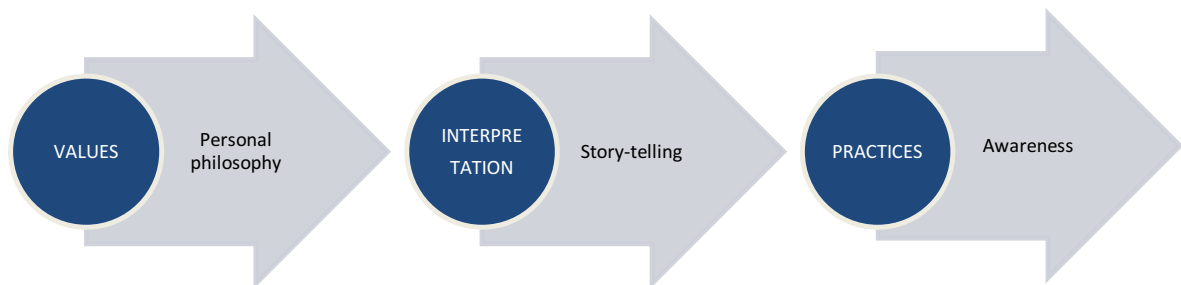 VALUES
Personal
philosophy
INTERPRE
TATION
Story-telling
PRACTICES
Awareness